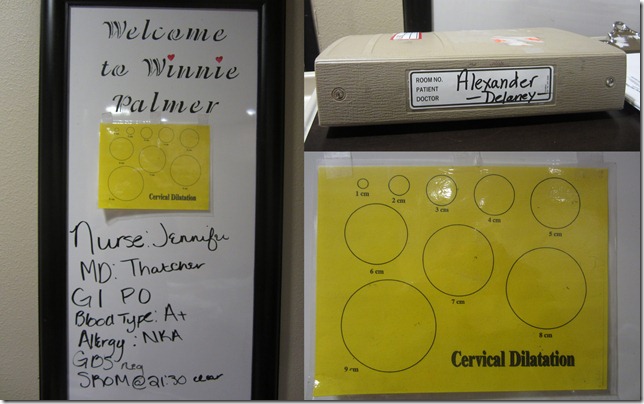 Welcome
to Winnie
Palmer
Cervical Dilatation
Nurse: Jennifer
MD: Thatcher
G1 P0
Blood Type: A+
Allergy: NKA
GBS neg
SROM @ 21:30 clear
ROOM NO.
PATIENT
DOCTOR
Alexander
- Delaney -
1 cm
2 cm
3 cm
4 cm
5 cm
6 cm
7 cm
8 cm
9 cm
Cervical Dilatation